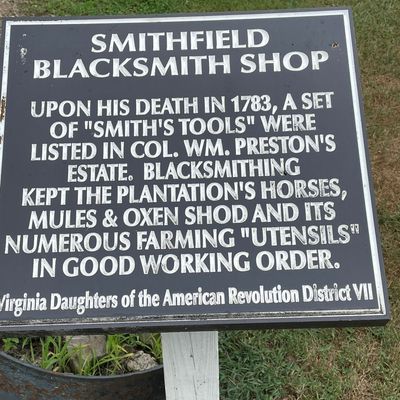 SMITHFIELD
BLACKSMITH SHOP
UPON HIS DEATH IN 1783, A SET
OF "SMITH'S TOOLS" WERE
LISTED IN COL. WM. PRESTON'S
ESTATE. BLACKSMITHING
KEPT THE PLANTATION'S HORSES,
MULES & OXEN SHOD AND ITS
NUMEROUS FARMING "UTENSILS"
IN GOOD WORKING ORDER.
Virginia Daughters of the American Revolution District VII